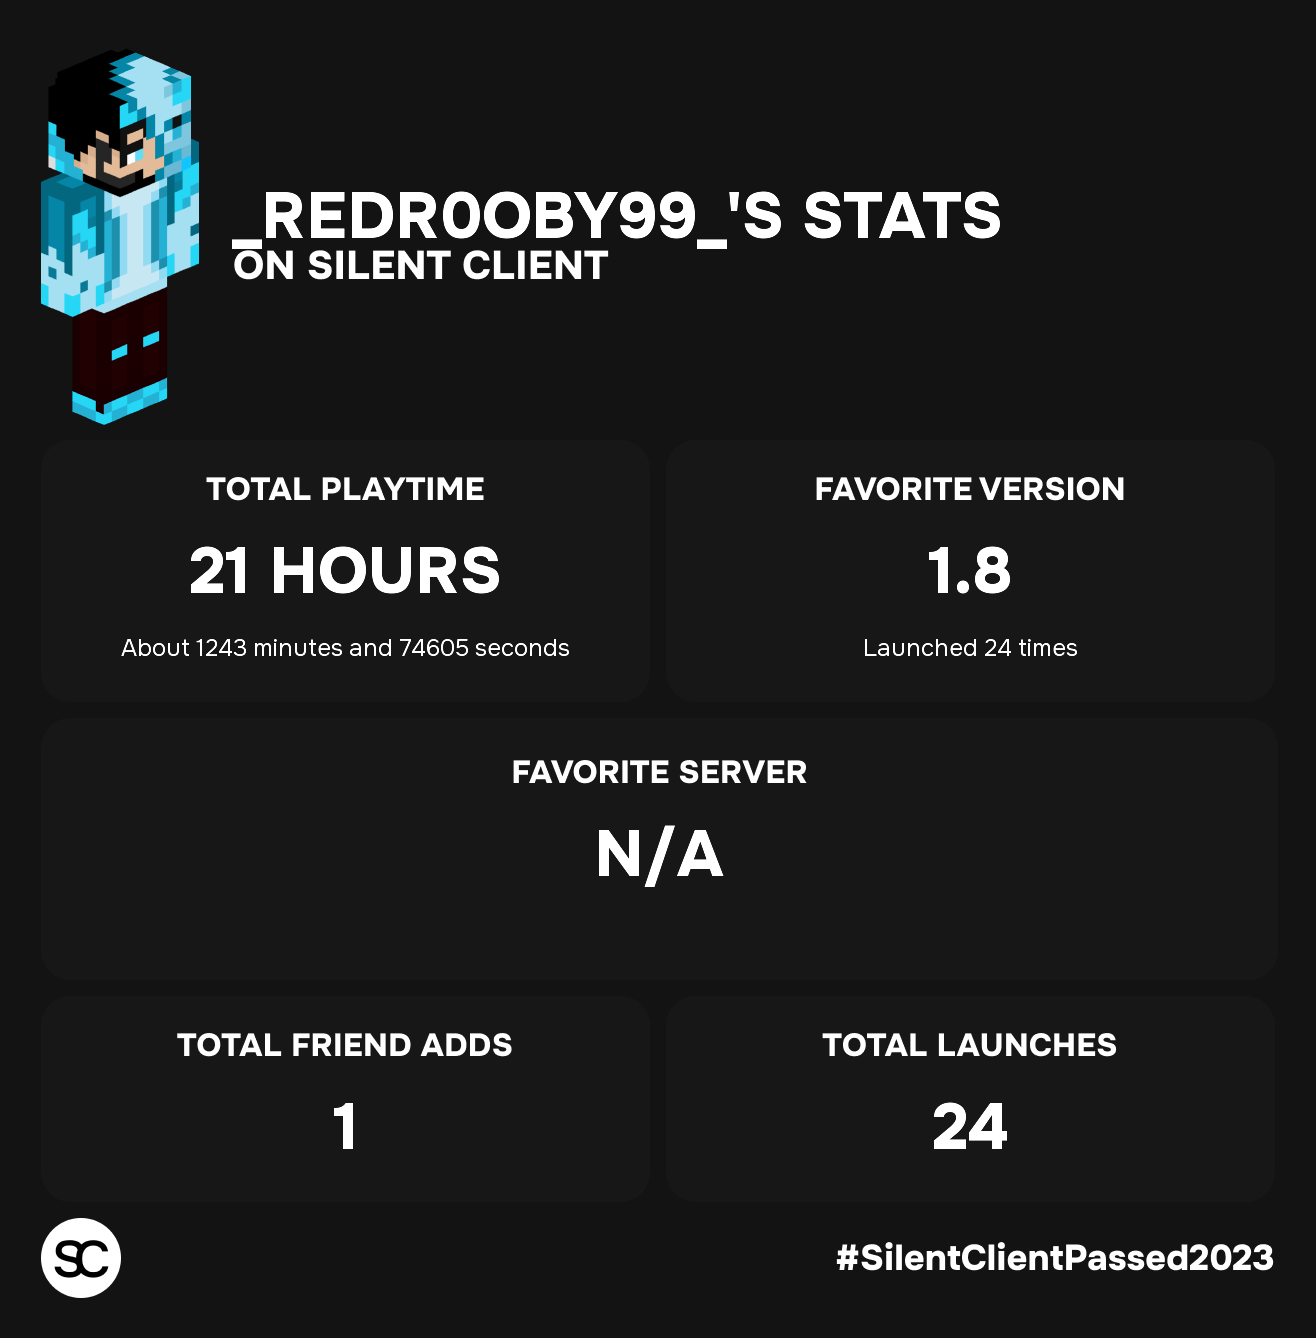 _REDR0OBY99_'S STATS
ON SILENT CLIENT
TOTAL PLAYTIME
21 HOURS
About 1243 minutes and 74605 seconds
FAVORITE VERSION
1.8
Launched 24 times
FAVORITE SERVER
N/A
TOTAL FRIEND ADDS
1
TOTAL LAUNCHES
24
SC
#SilentClientPassed2023